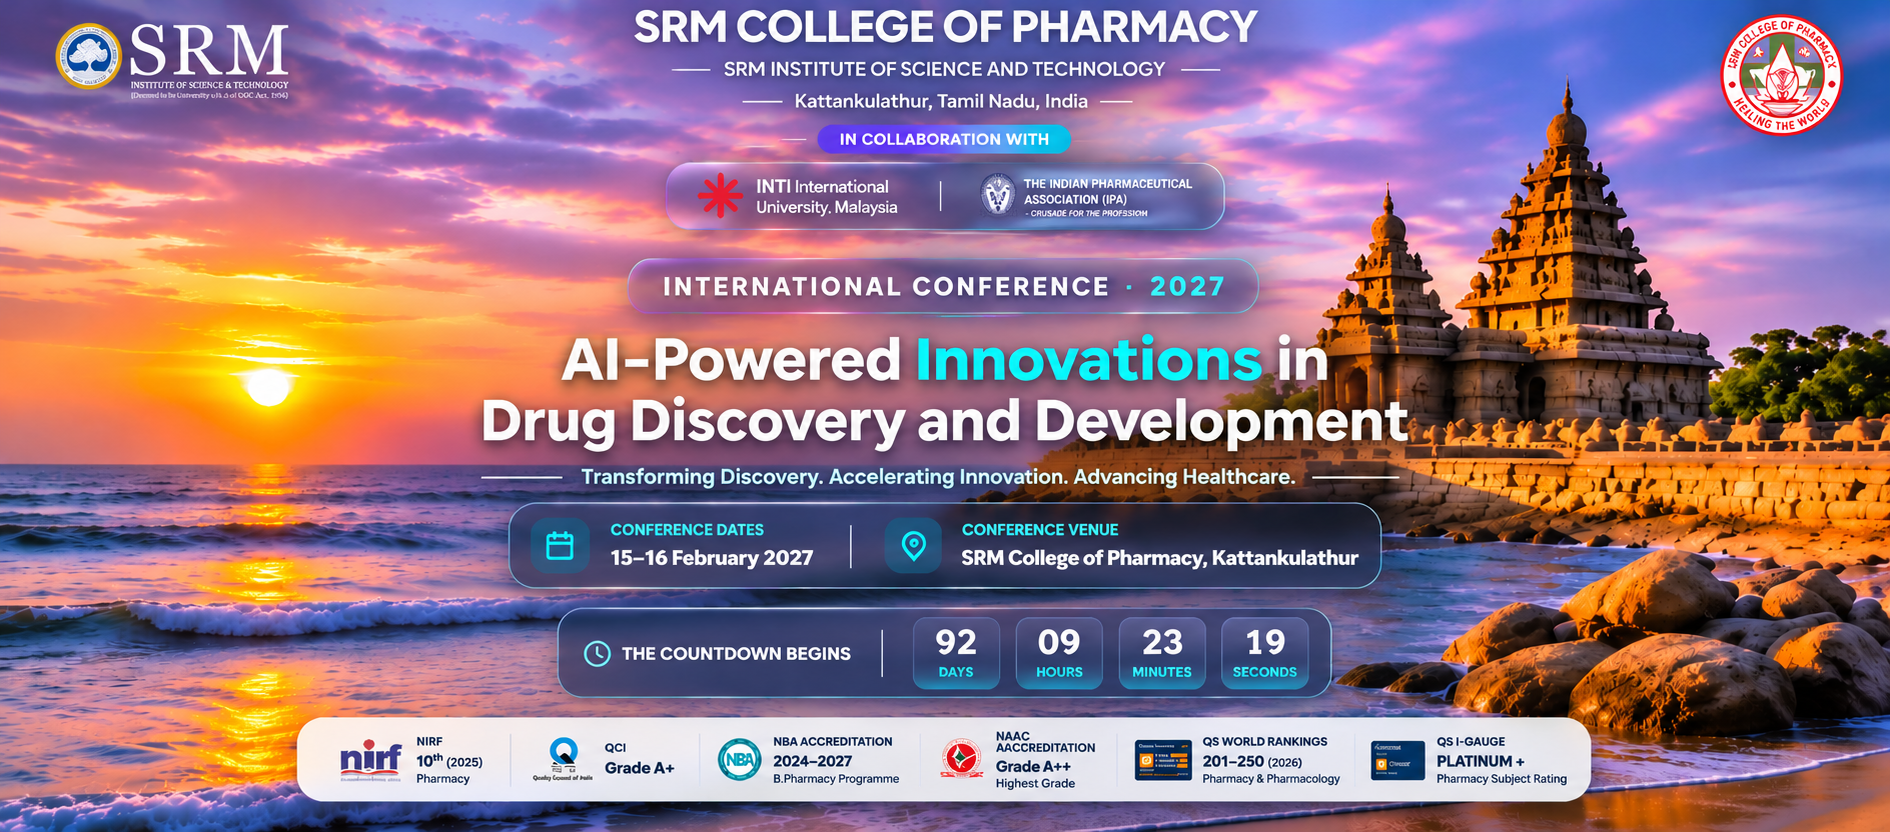 SRM
INSTITUTE OF SCIENCE & TECHNOLOGY
SRM COLLEGE OF PHARMACY
SRM INSTITUTE OF SCIENCE AND TECHNOLOGY
Kattankulathur, Tamil Nadu, India
COLLEGE OF PHARMACY
HEALING THE WORLD
IN COLLABORATION WITH
INTI International
University. Malaysia
THE INDIAN PHARMACEUTICAL
ASSOCIATION (IPA)
- CRUSADE FOR THE PROFESSION
INTERNATIONAL CONFERENCE · 2027
AI-Powered Innovations in
Drug Discovery and Development
Transforming Discovery. Accelerating Innovation. Advancing Healthcare.
CONFERENCE DATES
15–16 February 2027
CONFERENCE VENUE
SRM College of Pharmacy, Kattankulathur
THE COUNTDOWN BEGINS
92
DAYS
09
HOURS
23
MINUTES
19
SECONDS
nirf
NIRF
10th (2025)
Pharmacy
QCI
Grade A+
NBA
NBA ACCREDITATION
2024–2027
B.Pharmacy Programme
NAAC
AACCREDITATION
Grade A++
Highest Grade
QS WORLD RANKINGS
201–250 (2026)
Pharmacy & Pharmacology
QS I-GAUGE
PLATINUM +
Pharmacy Subject Rating